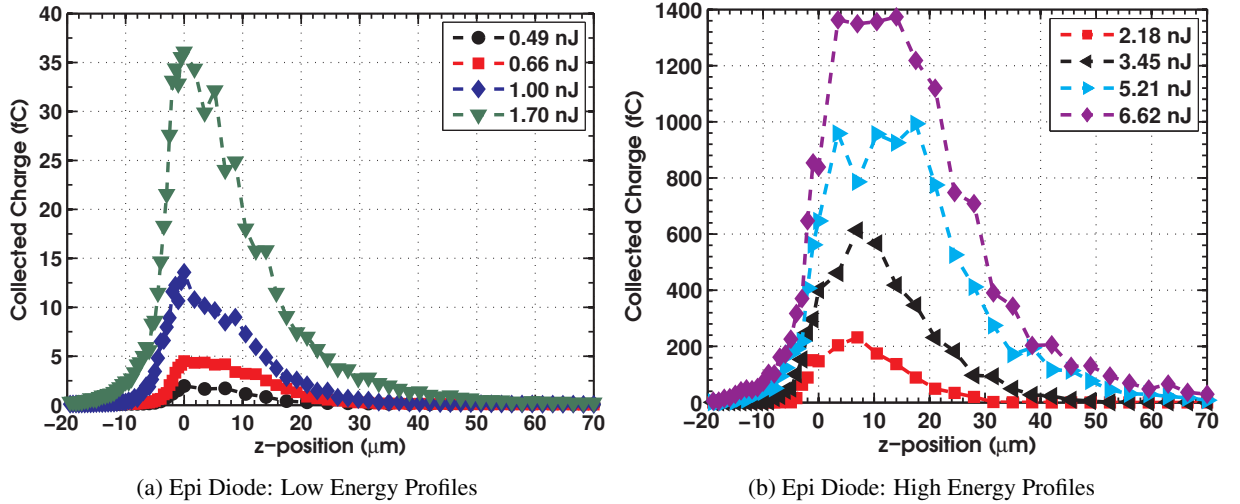 40
35
30
25
20
15
10
5
0
Collected Charge (fC)
−20 −10 0 10 20 30 40 50 60 70
z−position (μm)
0.49 nJ
0.66 nJ
1.00 nJ
1.70 nJ
(a) Epi Diode: Low Energy Profiles
1400
1200
1000
800
600
400
200
0
Collected Charge (fC)
−20 −10 0 10 20 30 40 50 60 70
z−position (μm)
2.18 nJ
3.45 nJ
5.21 nJ
6.62 nJ
(b) Epi Diode: High Energy Profiles